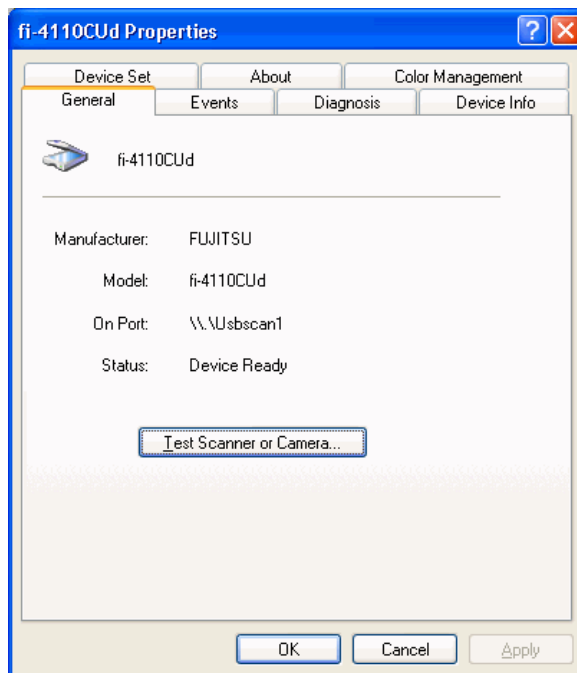 fi-4110CUd Properties
Device Set About Color Management
General Events Diagnosis Device Info
fi-4110CUd
Manufacturer: FUJITSU
Model: fi-4110CUd
On Port: \\.\Usbscan1
Status: Device Ready
Test Scanner or Camera...
OK Cancel Apply